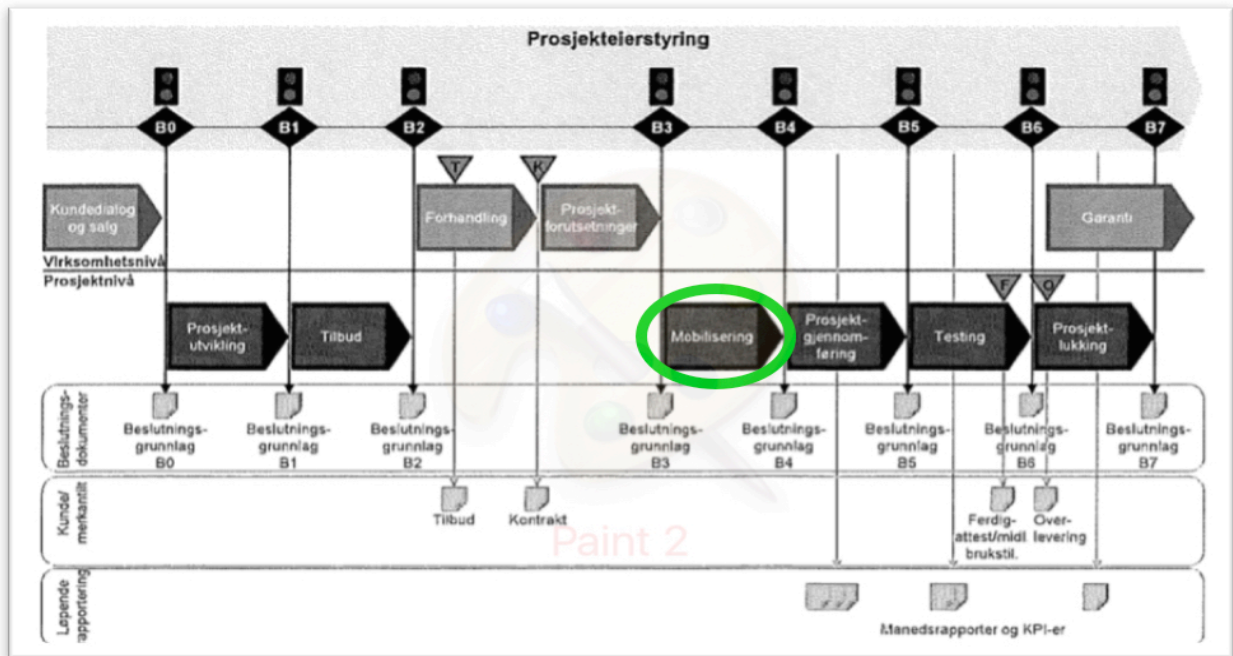 Prosjekteierstyring
B0 B1 B2 B3 B4 B5 B6 B7
T K
Kundedialog
og salg
Forhandling
Prosjekt-
forutsetninger
Garanti
Virksomhetsnivå
Prosjektnivå
F O
Prosjekt-
utvikling
Tilbud
Mobilisering
Prosjekt-
gjennom-
føring
Testing
Prosjekt-
lukking
Beslutnings-
dokumenter
Beslutnings-
grunnlag
B0
Beslutnings-
grunnlag
B1
Beslutnings-
grunnlag
B2
Beslutnings-
grunnlag
B3
Beslutnings-
grunnlag
B4
Beslutnings-
grunnlag
B5
Beslutnings-
grunnlag
B6
Beslutnings-
grunnlag
B7
Kunde/
merkantilt
Tilbud
Kontrakt
Ferdig-
attest/midl.
brukstil.
Over-
levering
Paint 2
Løpende
rapportering
Månedsrapporter og KPI-er